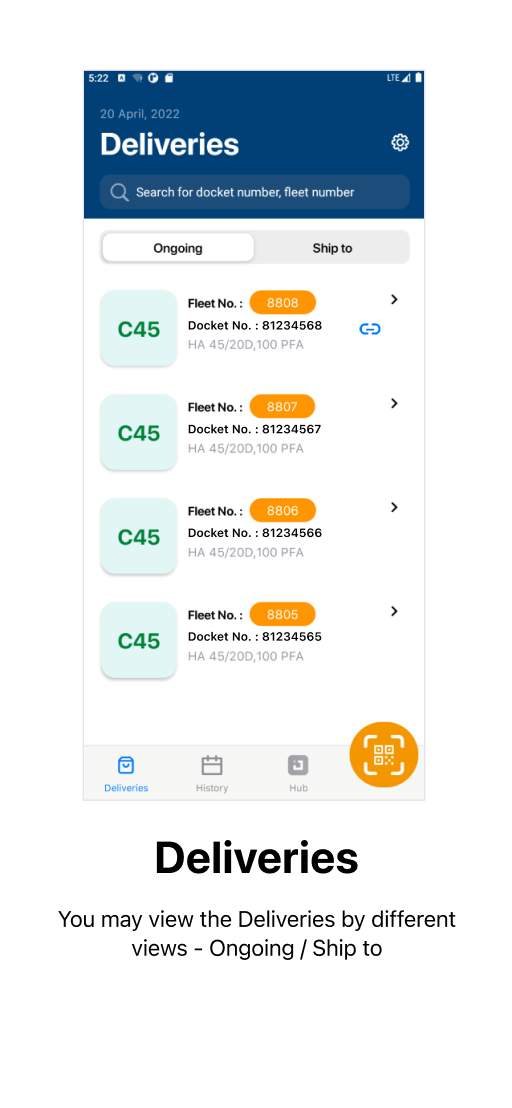 5:22
LTE
20 April, 2022
Deliveries
Search for docket number, fleet number
Ongoing
Ship to
C45
Fleet No. : 8808
Docket No. : 81234568
HA 45/20D,100 PFA
C45
Fleet No. : 8807
Docket No. : 81234567
HA 45/20D,100 PFA
C45
Fleet No. : 8806
Docket No. : 81234566
HA 45/20D,100 PFA
C45
Fleet No. : 8805
Docket No. : 81234565
HA 45/20D,100 PFA
Deliveries
History
Hub
Deliveries
You may view the Deliveries by different
views - Ongoing / Ship to